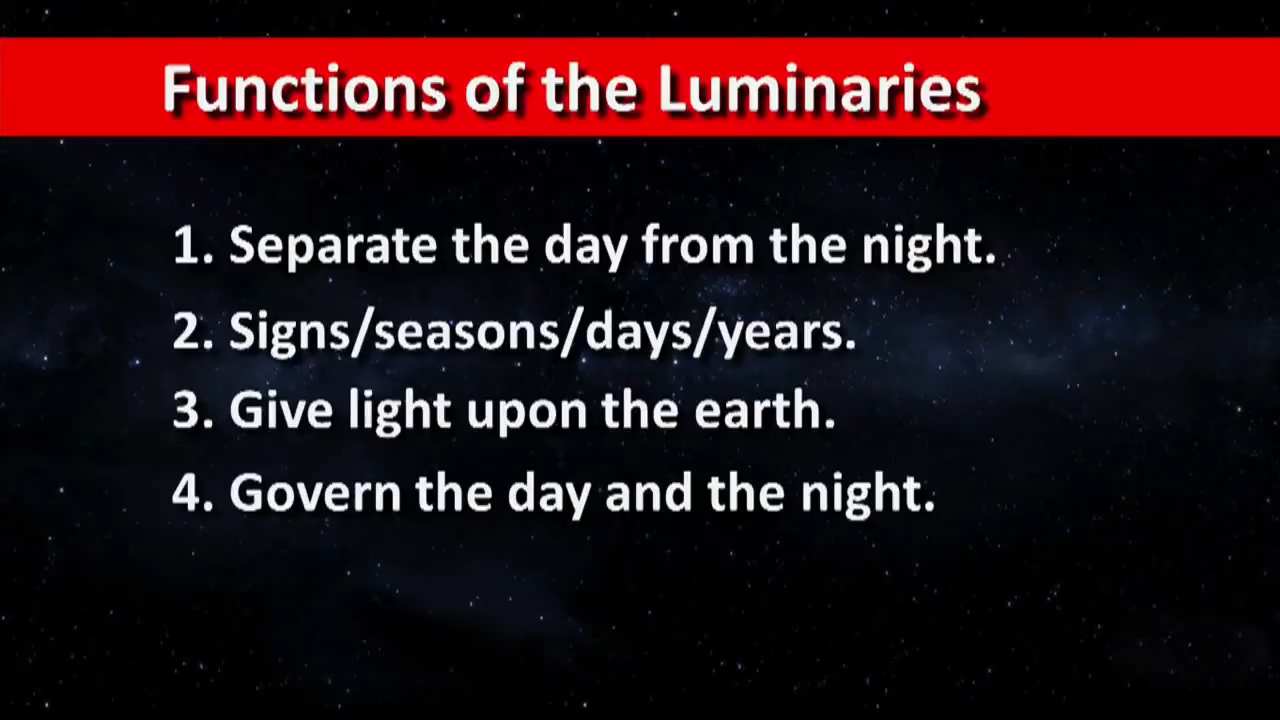 Functions of the Luminaries
1. Separate the day from the night.
2. Signs/seasons/days/years.
3. Give light upon the earth.
4. Govern the day and the night.